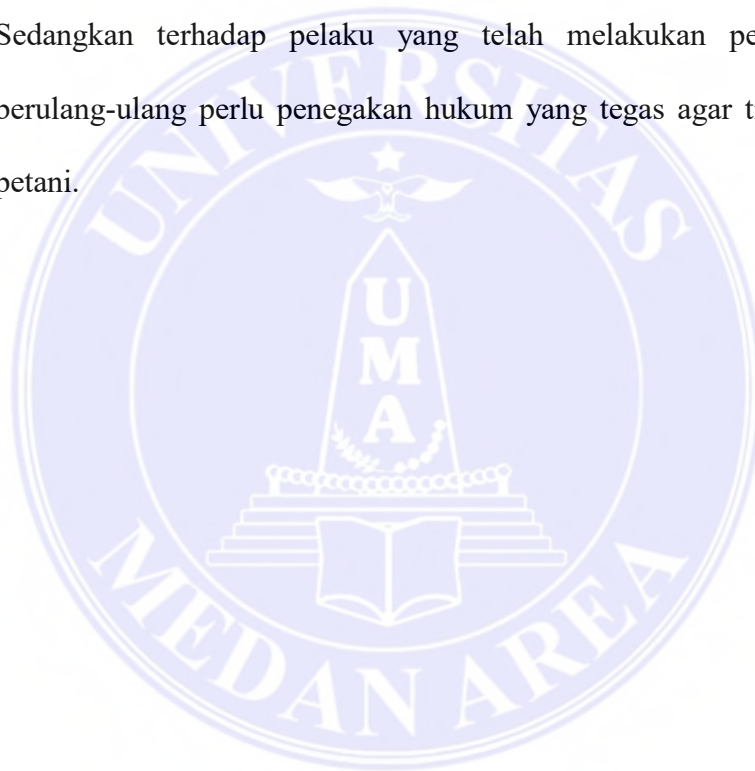 Sedangkan terhadap pelaku yang telah melakukan
berulang-ulang perlu penegakan hukum yang tegas agar
petani.
UNIVERSITAS
UMA
MEDAN AREA